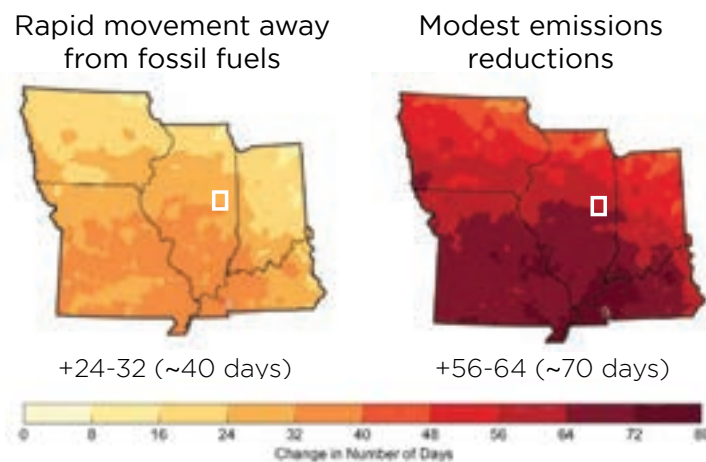 Rapid movement away
from fossil fuels
Modest emissions
reductions
+24-32 (~40 days)
+56-64 (~70 days)
0 8 16 24 32 40 48 56 64 72 80
Change in Number of Days